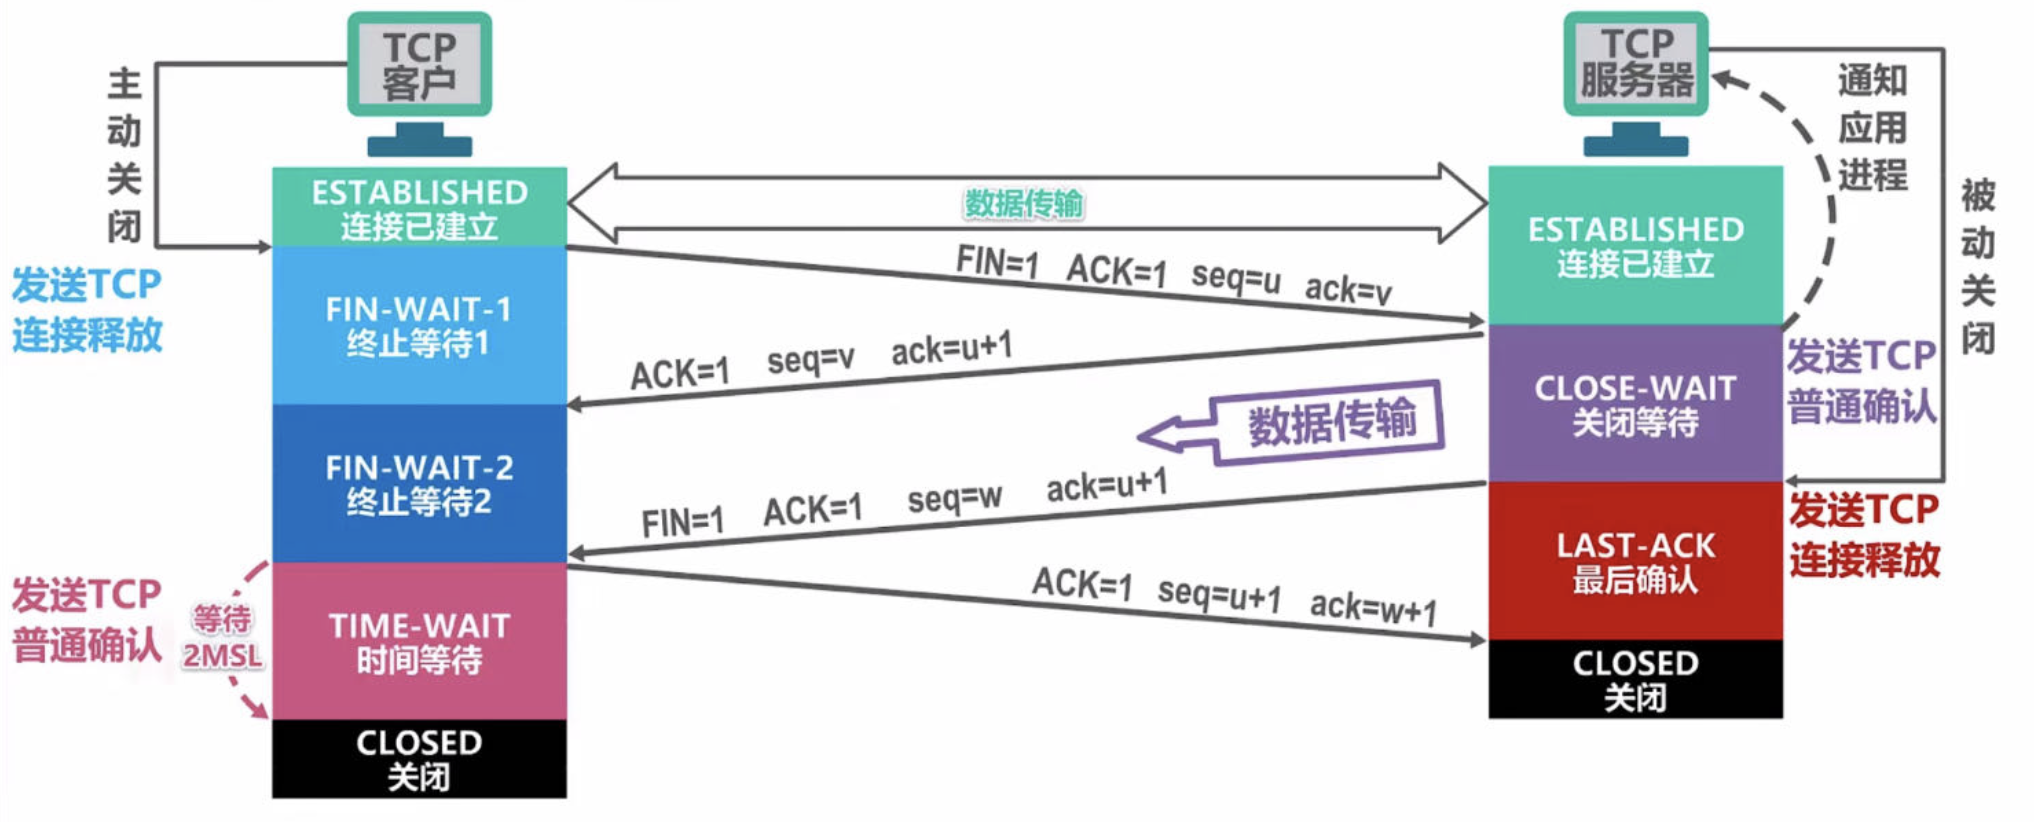 TCP
客户
TCP
服务器
主
动
关
闭
通知
应用
进程
被
动
关
闭
ESTABLISHED
连接已建立
数据传输
ESTABLISHED
连接已建立
FIN=1 ACK=1 seq=u ack=v
发送TCP
连接释放
FIN-WAIT-1
终止等待1
ACK=1 seq=v ack=u+1
CLOSE-WAIT
关闭等待
发送TCP
普通确认
数据传输
FIN-WAIT-2
终止等待2
FIN=1 ACK=1 seq=w ack=u+1
LAST-ACK
最后确认
发送TCP
连接释放
发送TCP
普通确认
等待
2MSL
TIME-WAIT
时间等待
ACK=1 seq=u+1 ack=w+1
CLOSED
关闭
CLOSED
关闭